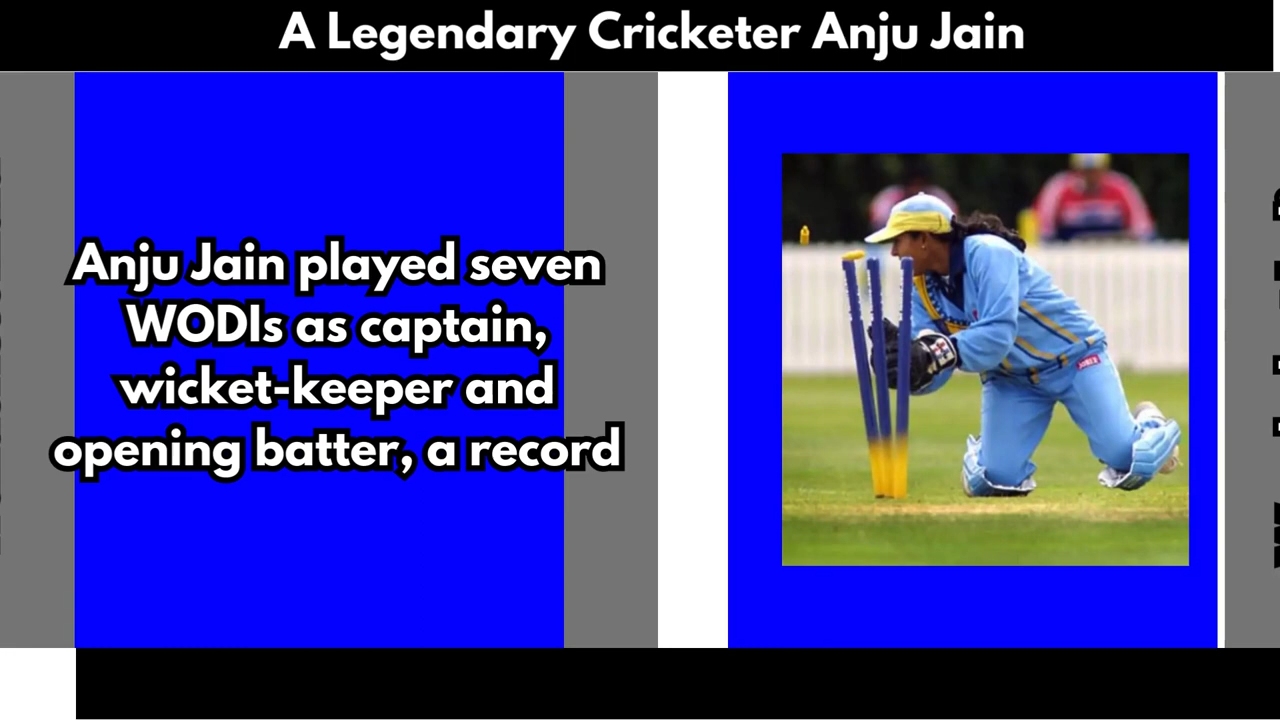 A Legendary Cricketer Anju Jain
Anju Jain played seven
WODIs as captain,
wicket-keeper and
opening batter, a record